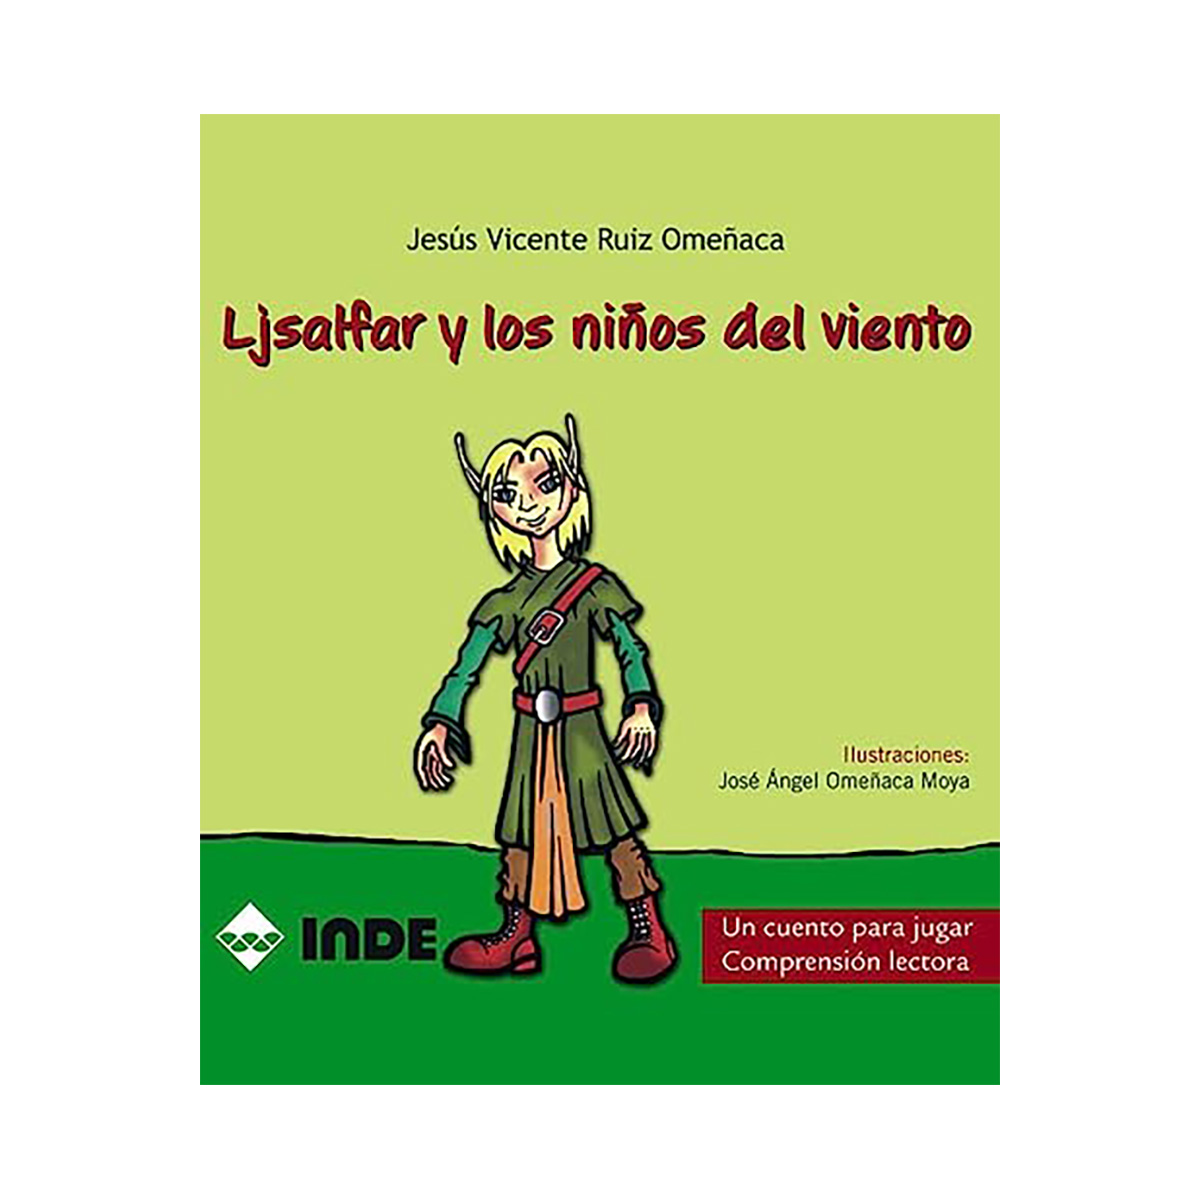 Jesús Vicente Ruiz Omeñaca
Ljsalfar y los niños del viento
Ilustraciones:
José Ángel Omeñaca Moya
INDE
Un cuento para jugar
Comprensión lectora